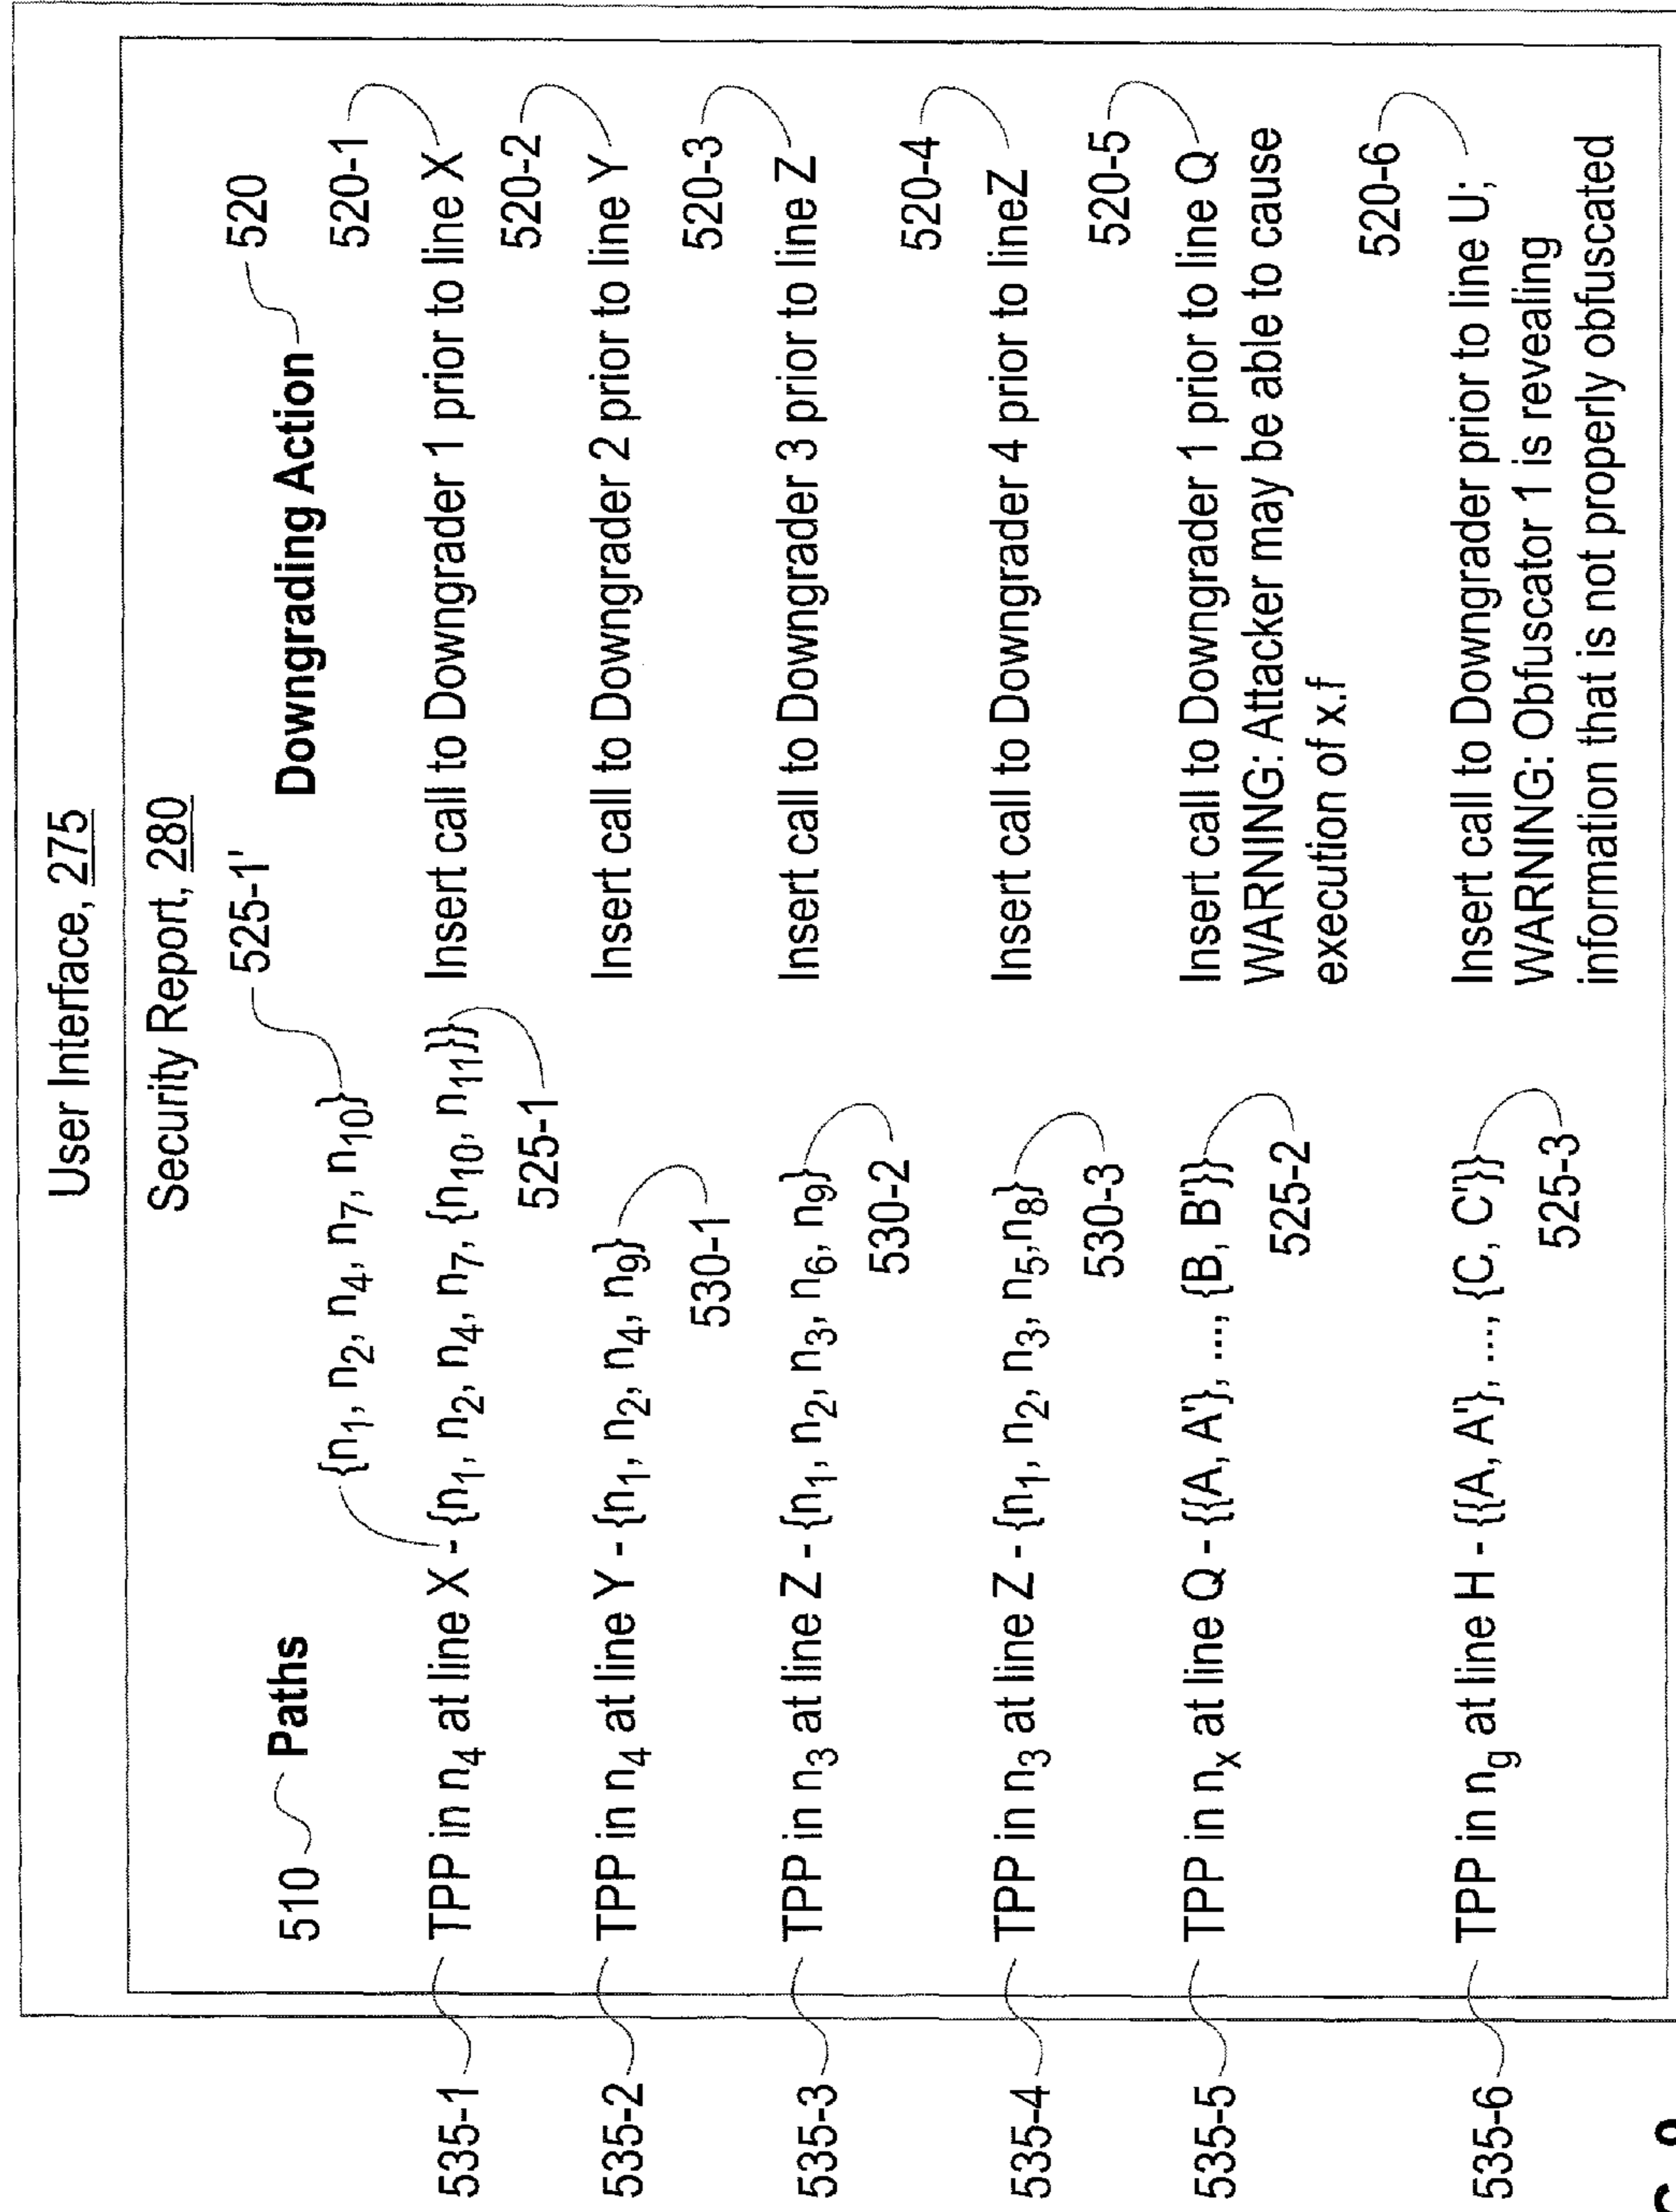 User Interface, 275
Security Report, 280
525-1'
510 Paths
Downgrading Action 520
{n1, n2, n4, n7, n10}
520-1
535-1 TPP in n4 at line X - {n1, n2, n4, n7, {n10, n11}} Insert call to Downgrader 1 prior to line X
525-1
520-2
535-2 TPP in n4 at line Y - {n1, n2, n4, n9} Insert call to Downgrader 2 prior to line Y
530-1
520-3
535-3 TPP in n3 at line Z - {n1, n2, n3, n6, n9} Insert call to Downgrader 3 prior to line Z
530-2
520-4
535-4 TPP in n3 at line Z - {n1, n2, n3, n5,n8} Insert call to Downgrader 4 prior to lineZ
530-3
520-5
535-5 TPP in nx at line Q - {{A, A'}, ..., {B, B'}} Insert call to Downgrader 1 prior to line Q
WARNING: Attacker may be able to cause
525-2
execution of x.f
520-6
535-6 TPP in ng at line H - {{A, A'}, ...., {C, C'}} Insert call to Downgrader prior to line U;
WARNING: Obfuscator 1 is revealing
525-3
information that is not properly obfuscated